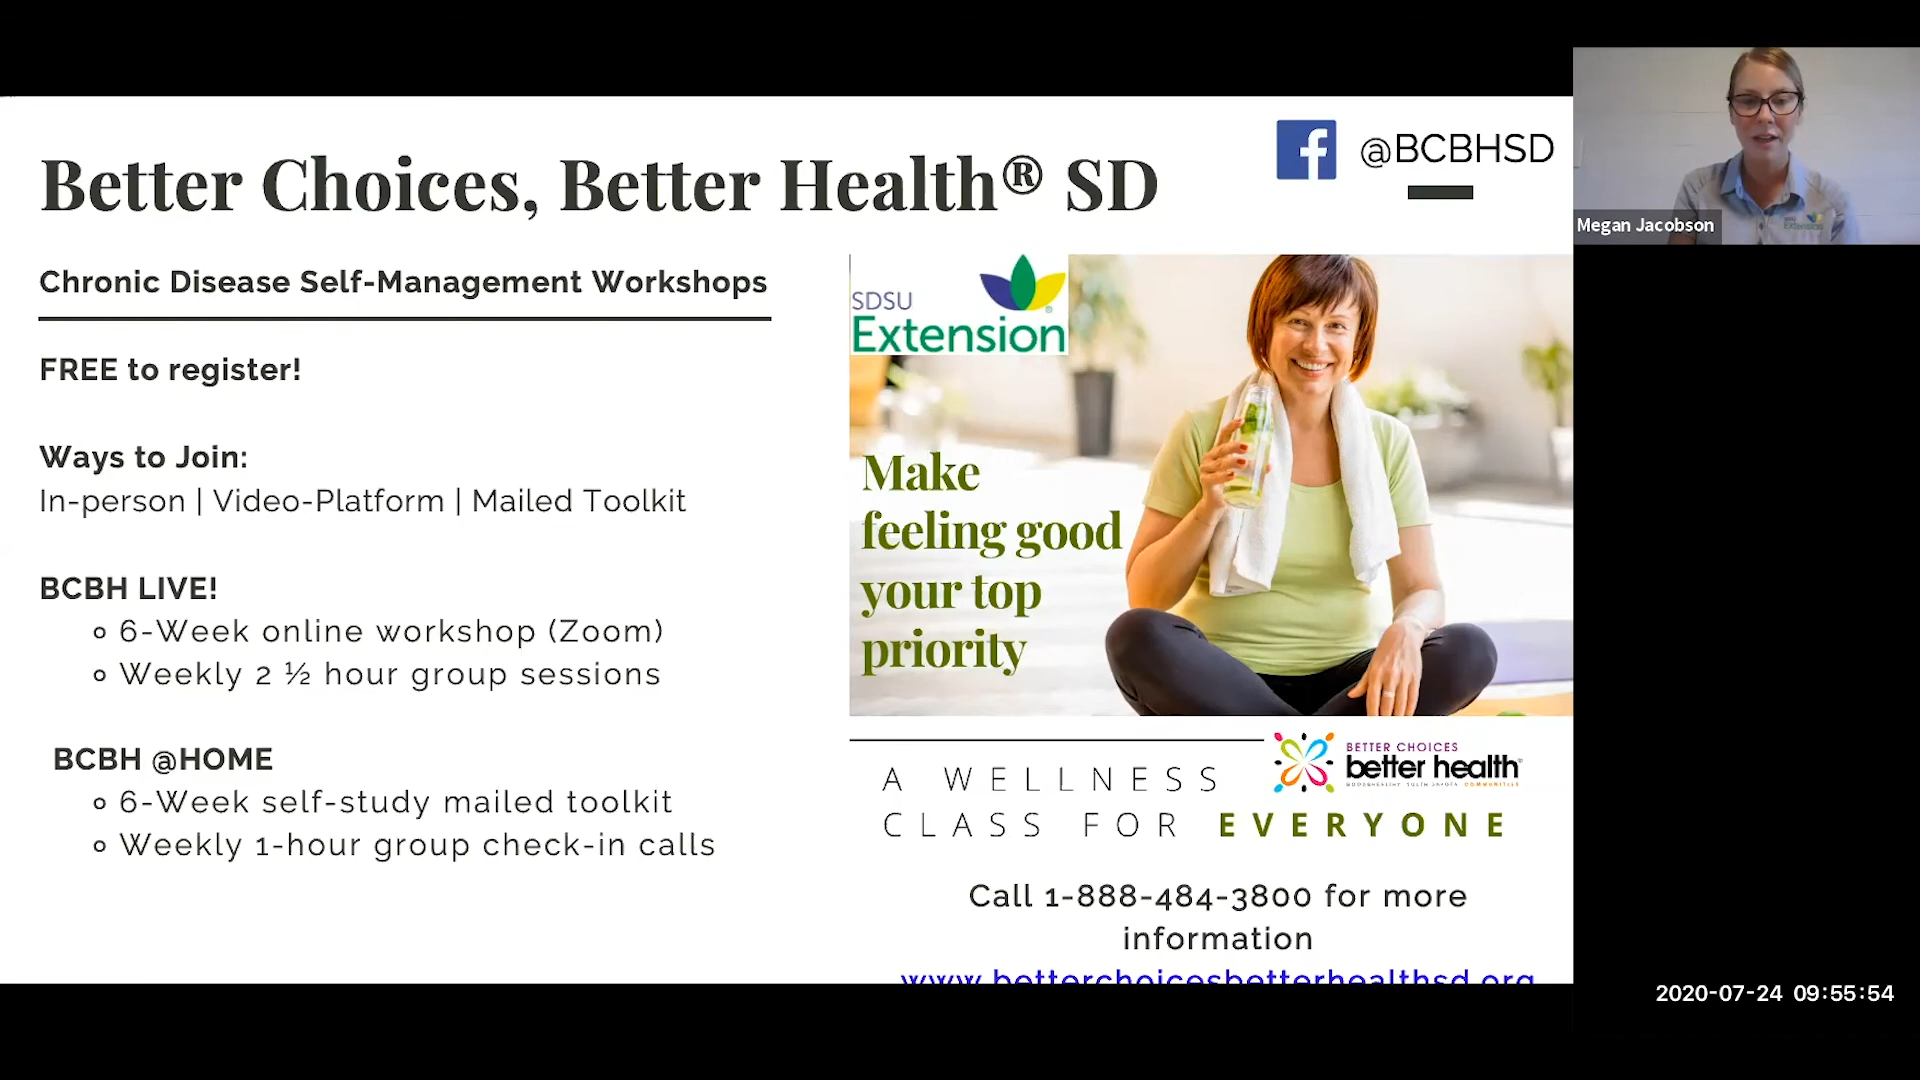 Better Choices, Better Health® SD
@BCBHSD
Megan Jacobson
Chronic Disease Self-Management Workshops
FREE to register!
Ways to Join:
In-person | Video-Platform | Mailed Toolkit
BCBH LIVE!
6-Week online workshop (Zoom)
Weekly 2 ½ hour group sessions
BCBH @HOME
6-Week self-study mailed toolkit
Weekly 1-hour group check-in calls
SDSU
Extension
Make
feeling good
your top
priority
BETTER CHOICES
better health
A WELLNESS
CLASS FOR EVERYONE
Call 1-888-484-3800 for more
information
www.betterchoicesbetterhealthsd.org
2020-07-24 09:55:54